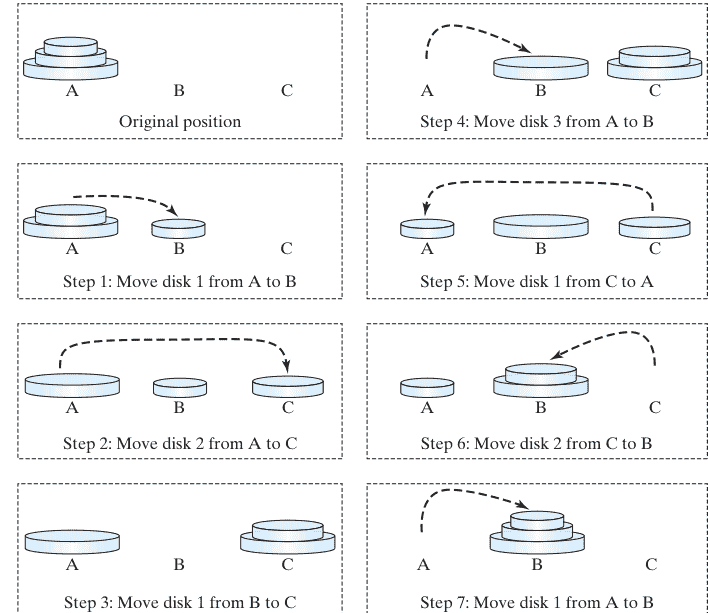 A B C
Original position
A B C
Step 1: Move disk 1 from A to B
A B C
Step 2: Move disk 2 from A to C
A B C
Step 3: Move disk 1 from B to C
A B C
Step 4: Move disk 3 from A to B
A B C
Step 5: Move disk 1 from C to A
A B C
Step 6: Move disk 2 from C to B
A B C
Step 7: Move disk 1 from A to B